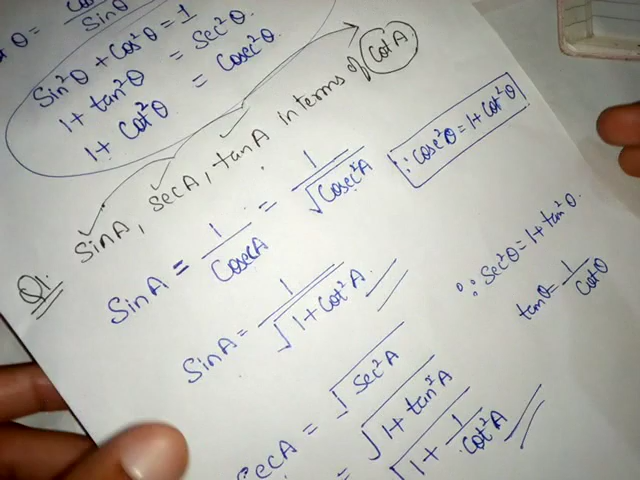 θ = Cosθ / Sinθ
Sin²θ + Cos²θ = 1
1 + tan²θ = Sec²θ.
1 + Cot²θ = Cosec²θ.
Q1. SinA, SecA, tanA in terms of Cot A.
SinA = 1/CosecA = 1/√Cosec²A
∵ Cosec²θ = 1 + Cot²θ
SinA = 1/√1 + Cot²A.
∵ Sec²θ = 1 + tan²θ.
tanθ = 1/Cotθ
SecA = √Sec²A
= √1 + tan²A
√1 + 1/Cot²A